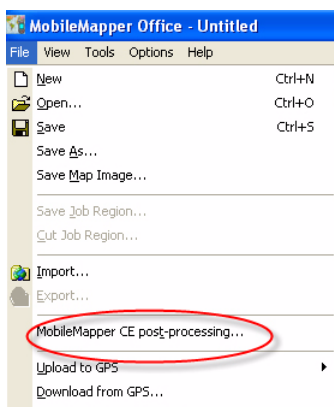 MobileMapper Office - Untitled
File View Tools Options Help
New Ctrl+N
Open... Ctrl+O
Save Ctrl+S
Save As...
Save Map Image...
Save Job Region...
Cut Job Region...
Import...
Export...
MobileMapper CE post-processing...
Upload to GPS
Download from GPS...